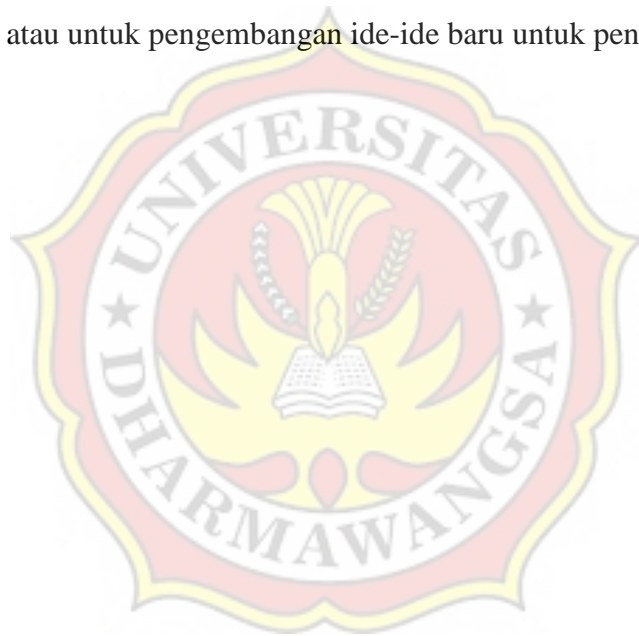 atau untuk pengembangan ide-ide baru untuk pen
UNIVERSITAS
DHARMAWANGSA